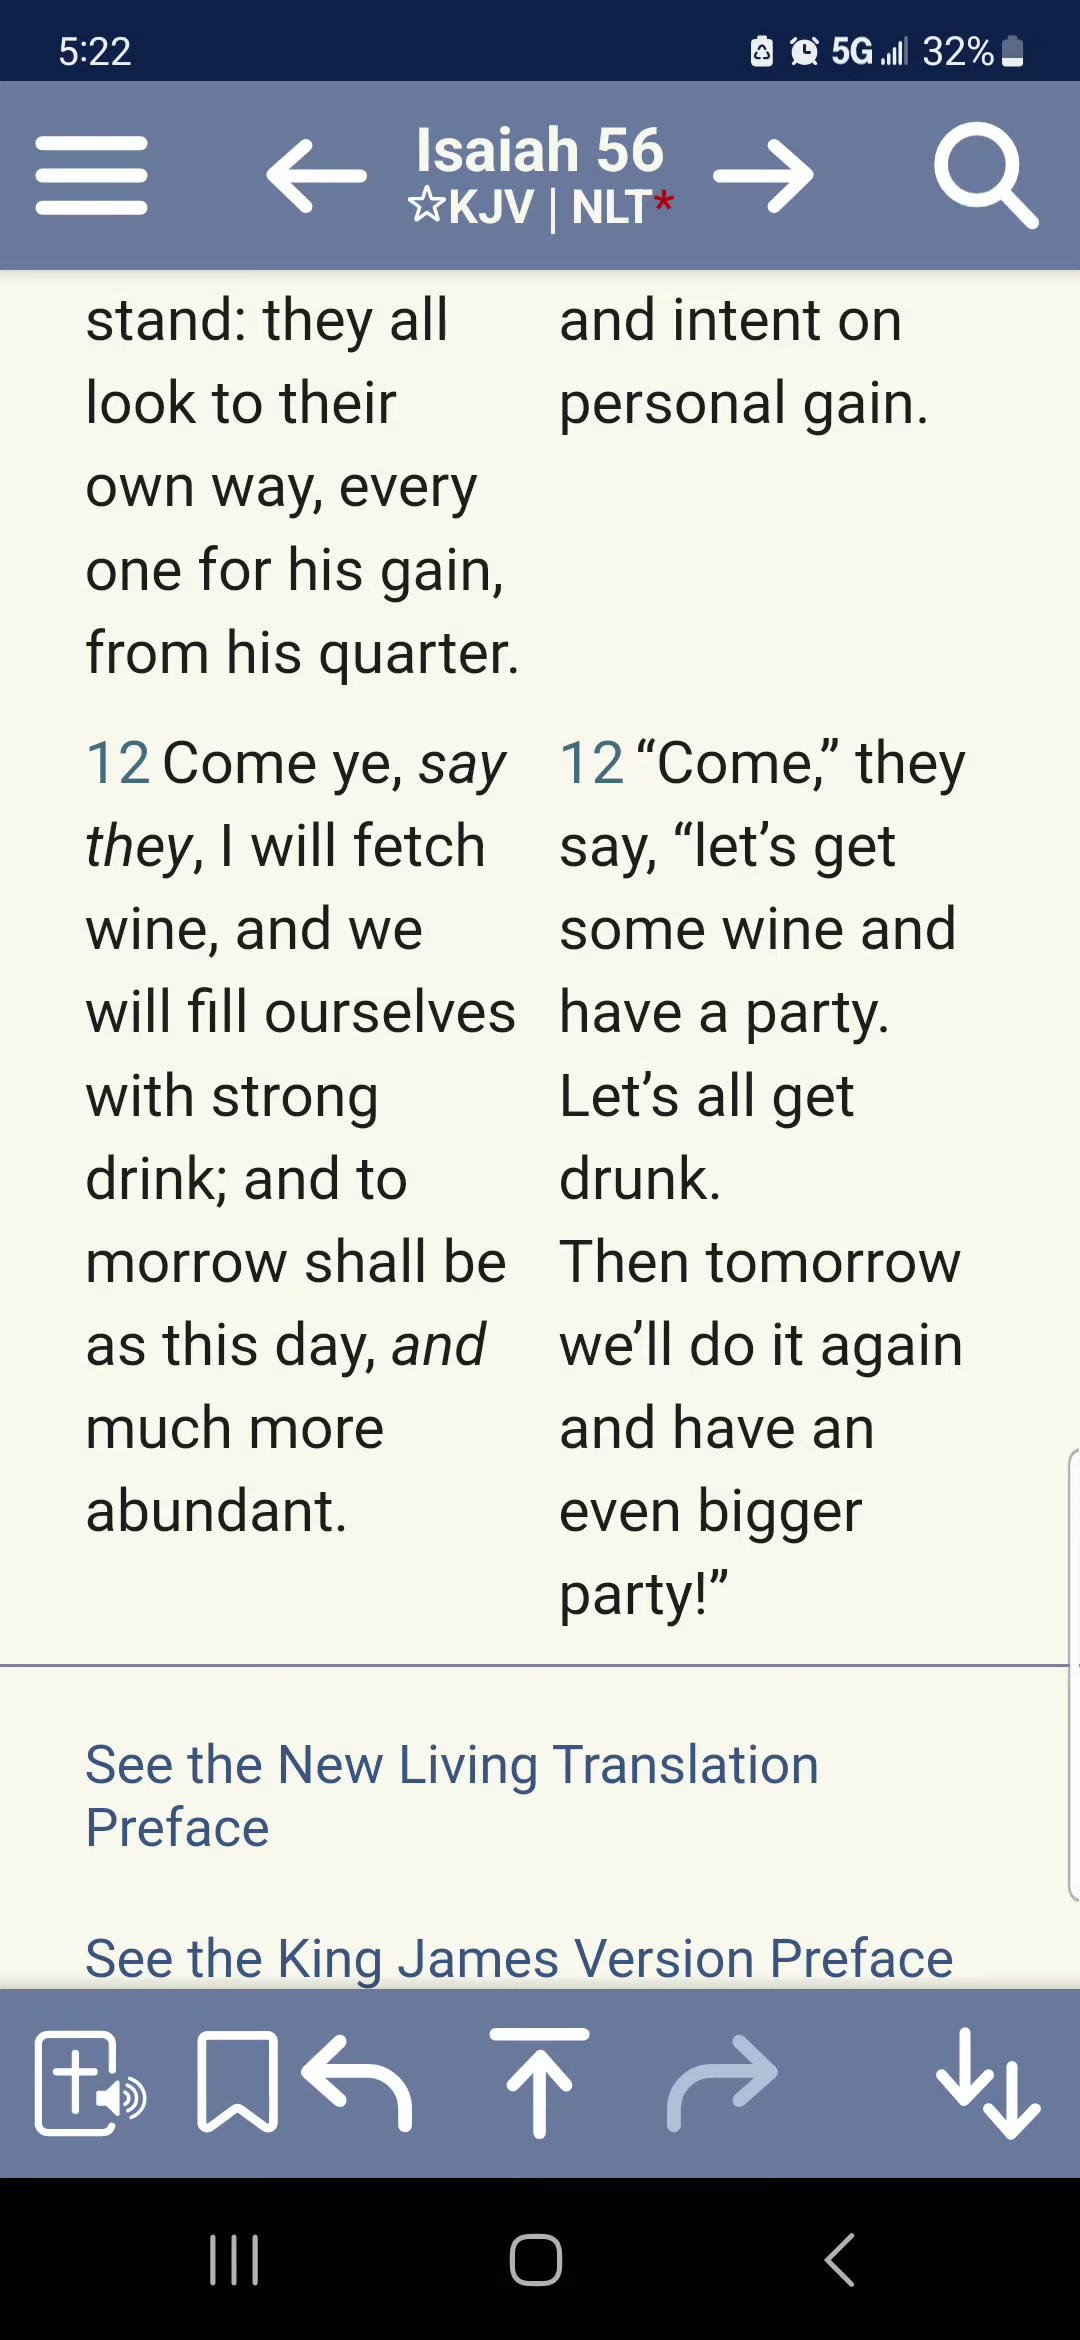 5:22
5G 32%
Isaiah 56
☆KJV | NLT*
stand: they all
look to their
own way, every
one for his gain,
from his quarter.
and intent on
personal gain.
12 Come ye, say
they, I will fetch
wine, and we
will fill ourselves
with strong
drink; and to
morrow shall be
as this day, and
much more
abundant.
12 “Come,” they
say, “let’s get
some wine and
have a party.
Let’s all get
drunk.
Then tomorrow
we’ll do it again
and have an
even bigger
party!”
See the New Living Translation
Preface
See the King James Version Preface